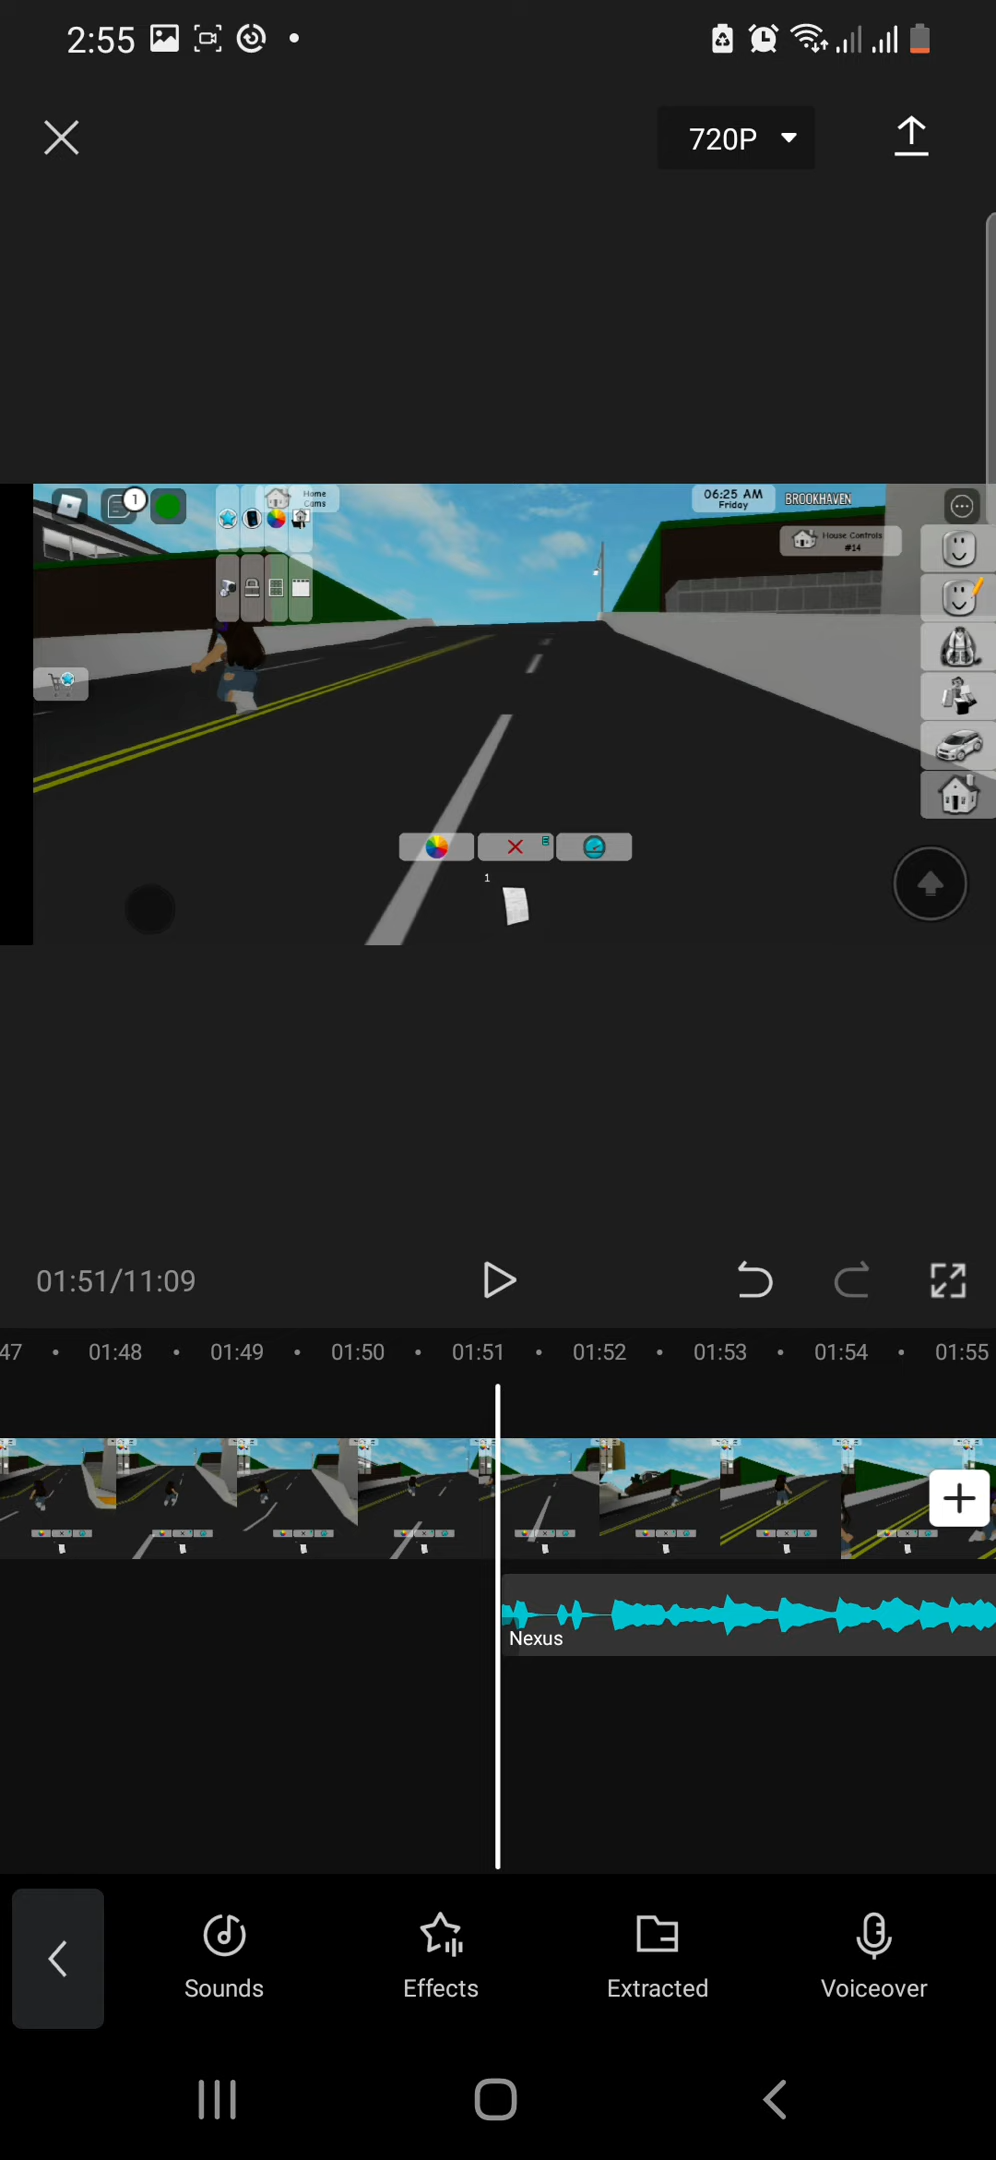 2:55
720P
1
Home
Cams
06:25 AM
Friday
BROOKHAVEN
House Controls
#14
1
01:51/11:09
47
01:48
01:49
01:50
01:51
01:52
01:53
01:54
01:55
Nexus
Sounds
Effects
Extracted
Voiceover